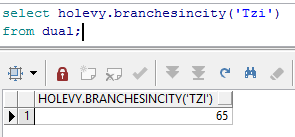 select holevy.branchesincity('Tzi')
from dual;
HOLEVY.BRANCHESINCITY('TZI')
1 65